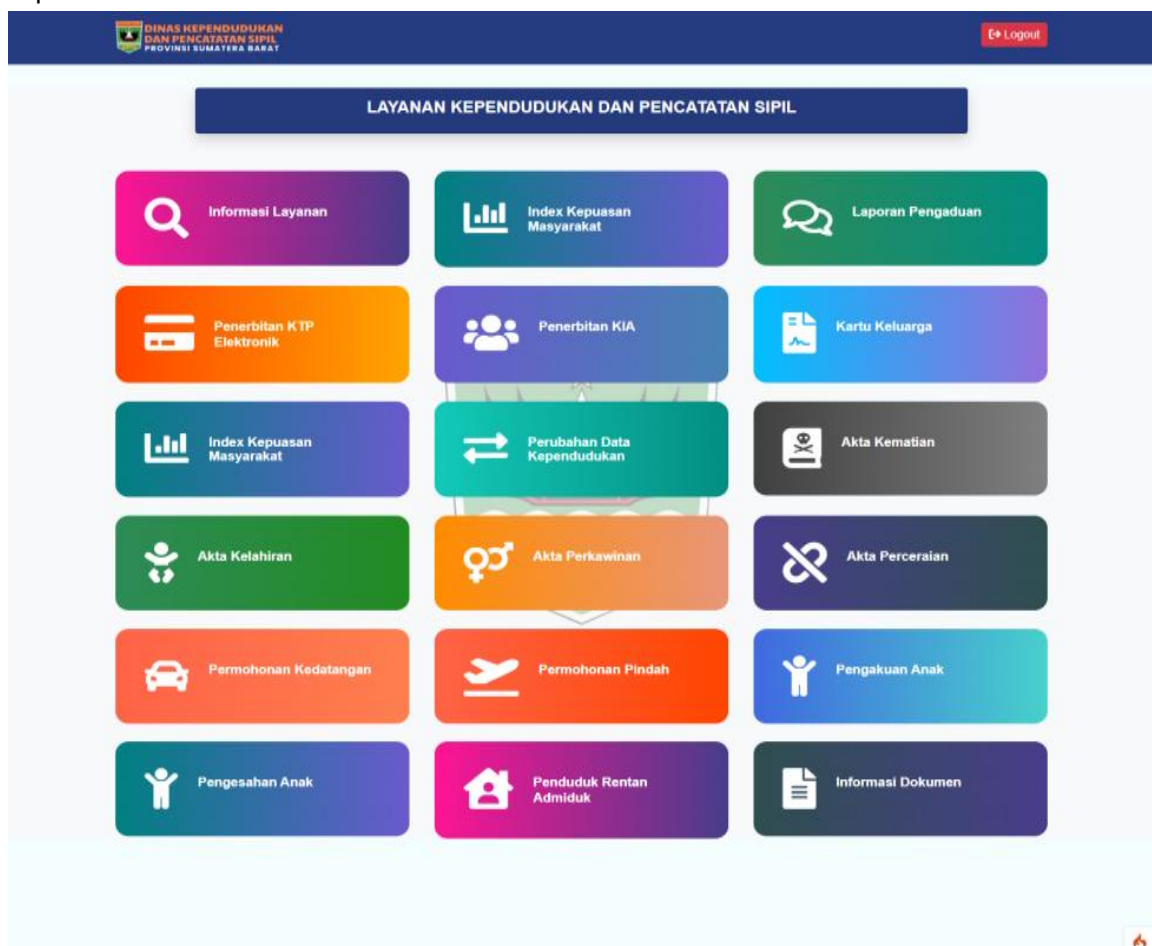 DINAS KEPENDUDUKAN
DAN PENCATATAN SIPIL
PROVINSI SUMATERA BARAT
Logout
LAYANAN KEPENDUDUKAN DAN PENCATATAN SIPIL
Informasi Layanan
Index Kepuasan
Masyarakat
Laporan Pengaduan
Penerbitan KTP
Elektronik
Penerbitan KIA
Kartu Keluarga
Index Kepuasan
Masyarakat
Perubahan Data
Kependudukan
Akta Kematian
Akta Kelahiran
Akta Perkawinan
Akta Perceraian
Permohonan Kedatangan
Permohonan Pindah
Pengakuan Anak
Pengesahan Anak
Penduduk Rentan
Admiduk
Informasi Dokumen